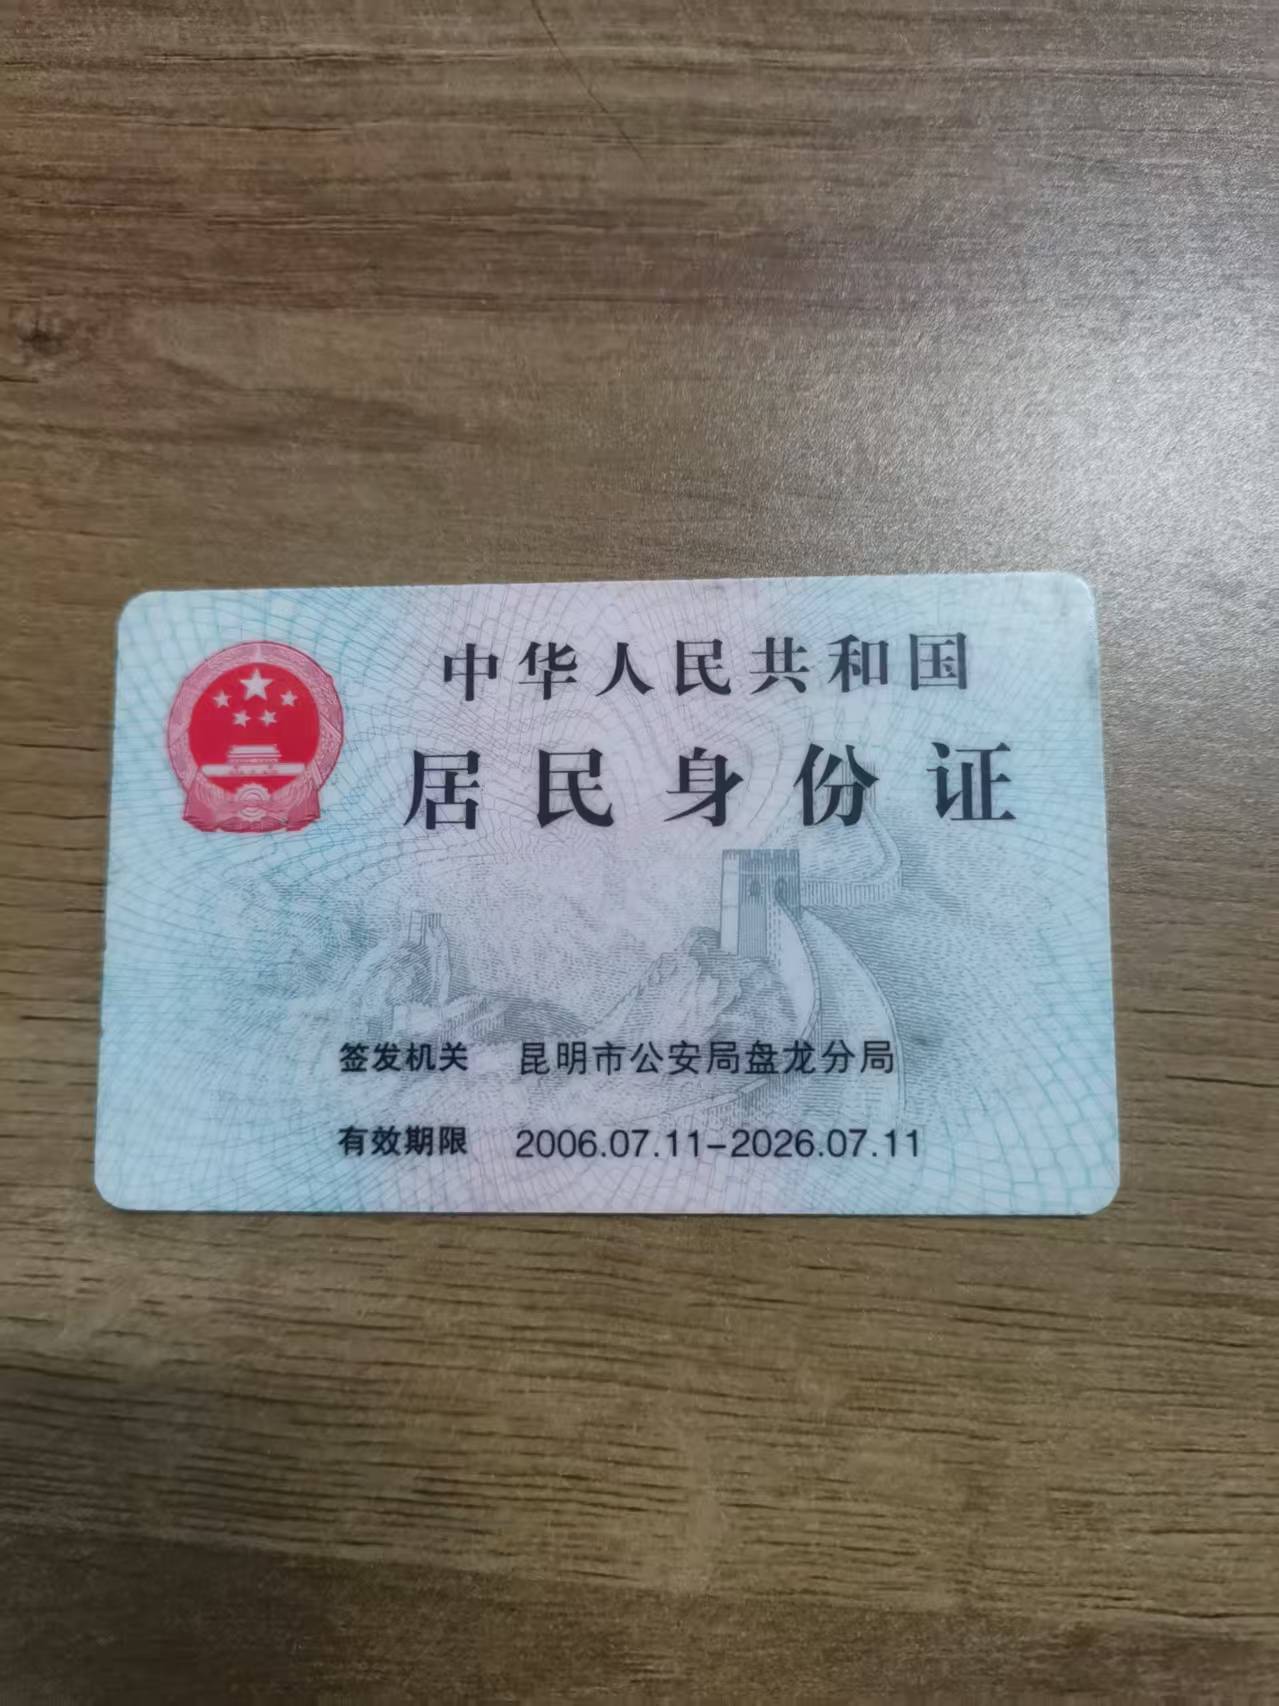 中华人民共和国
居民身份证
签发机关 昆明市公安局盘龙分局
有效期限 2006.07.11-2026.07.11